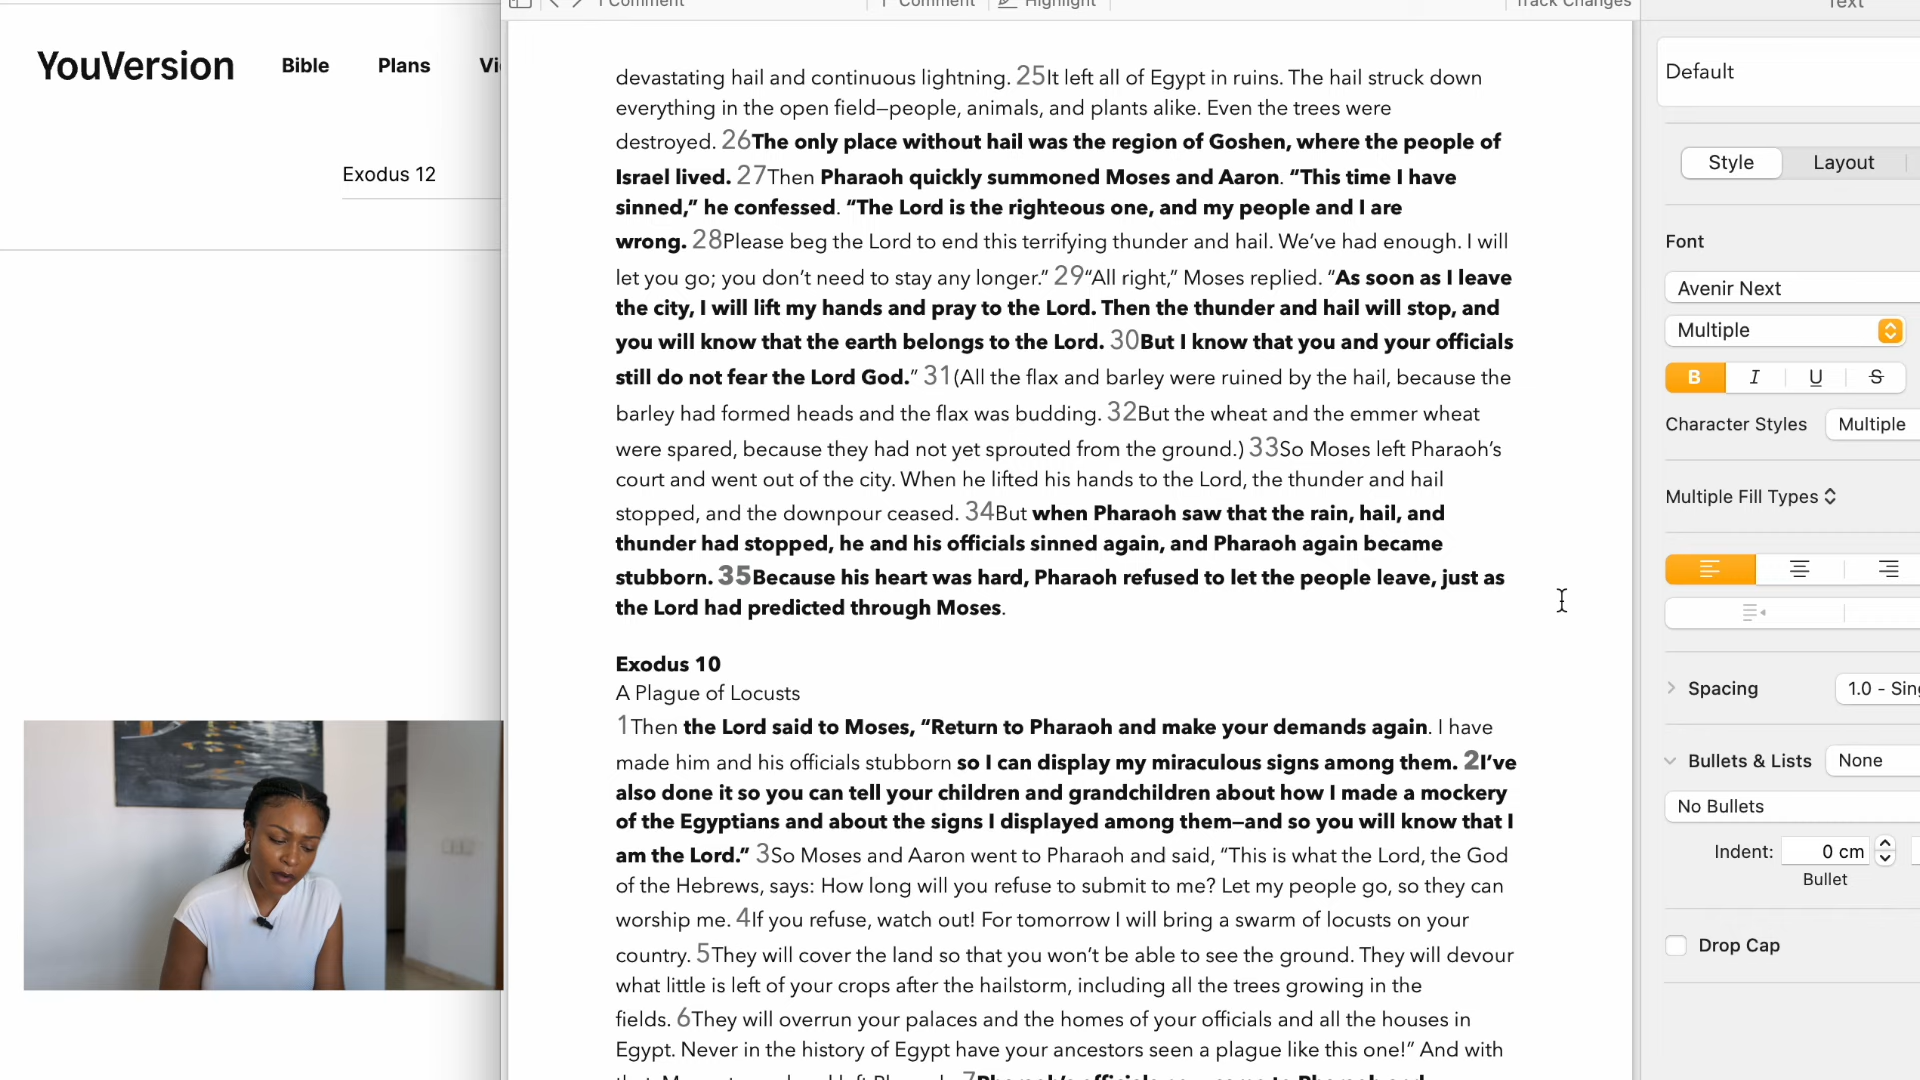 YouVersion
Bible
Plans
Exodus 12
1 Comment
Comment
Highlight
Track Changes
Text
devastating hail and continuous lightning. 25It left all of Egypt in ruins. The hail struck down
everything in the open field—people, animals, and plants alike. Even the trees were
destroyed. 26The only place without hail was the region of Goshen, where the people of
Israel lived. 27Then Pharaoh quickly summoned Moses and Aaron. “This time I have
sinned,” he confessed. “The Lord is the righteous one, and my people and I are
wrong. 28Please beg the Lord to end this terrifying thunder and hail. We’ve had enough. I will
let you go; you don’t need to stay any longer.” 29“All right,” Moses replied. “As soon as I leave
the city, I will lift my hands and pray to the Lord. Then the thunder and hail will stop, and
you will know that the earth belongs to the Lord. 30But I know that you and your officials
still do not fear the Lord God.” 31(All the flax and barley were ruined by the hail, because the
barley had formed heads and the flax was budding. 32But the wheat and the emmer wheat
were spared, because they had not yet sprouted from the ground.) 33So Moses left Pharaoh’s
court and went out of the city. When he lifted his hands to the Lord, the thunder and hail
stopped, and the downpour ceased. 34But when Pharaoh saw that the rain, hail, and
thunder had stopped, he and his officials sinned again, and Pharaoh again became
stubborn. 35Because his heart was hard, Pharaoh refused to let the people leave, just as
the Lord had predicted through Moses.
Exodus 10
A Plague of Locusts
1Then the Lord said to Moses, “Return to Pharaoh and make your demands again. I have
made him and his officials stubborn so I can display my miraculous signs among them. 2I’ve
also done it so you can tell your children and grandchildren about how I made a mockery
of the Egyptians and about the signs I displayed among them—and so you will know that I
am the Lord.” 3So Moses and Aaron went to Pharaoh and said, “This is what the Lord, the God
of the Hebrews, says: How long will you refuse to submit to me? Let my people go, so they can
worship me. 4If you refuse, watch out! For tomorrow I will bring a swarm of locusts on your
country. 5They will cover the land so that you won’t be able to see the ground. They will devour
what little is left of your crops after the hailstorm, including all the trees growing in the
fields. 6They will overrun your palaces and the homes of your officials and all the houses in
Egypt. Never in the history of Egypt have your ancestors seen a plague like this one!” And with
Default
Style
Layout
Font
Avenir Next
Multiple
B I U S
Character Styles
Multiple
Multiple Fill Types
Spacing
1.0 - Sing
Bullets & Lists
None
No Bullets
Indent:
0 cm
Bullet
Drop Cap